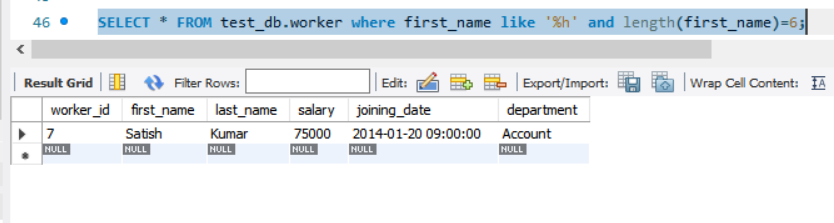 46 SELECT * FROM test_db.worker where first_name like '%h' and length(first_name)=6;
Result Grid Filter Rows: Edit: Export/Import: Wrap Cell Content: IA
worker_id first_name last_name salary joining_date department
7 Satish Kumar 75000 2014-01-20 09:00:00 Account
NULL NULL NULL NULL NULL NULL